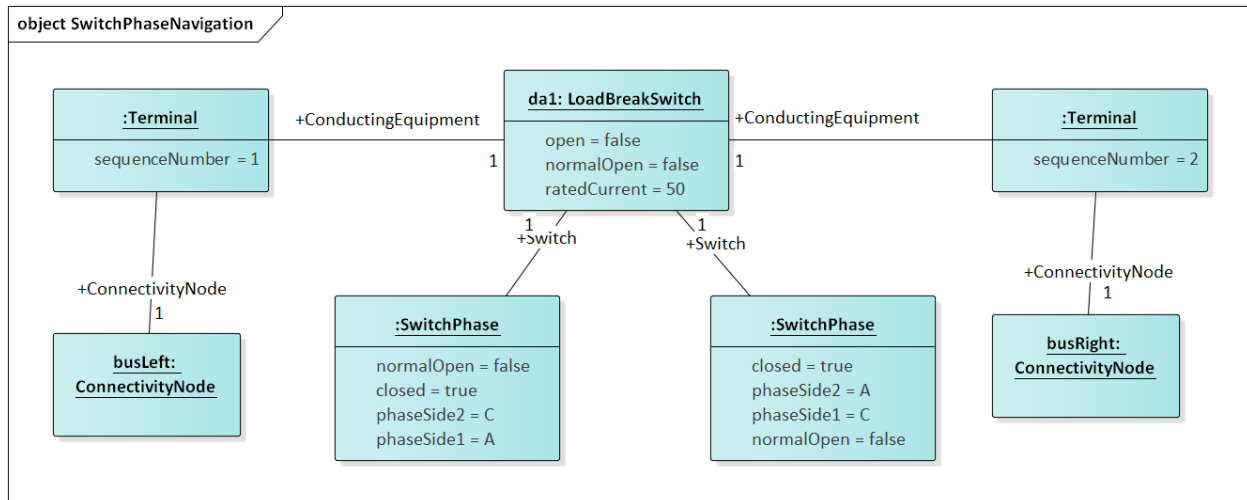 object SwitchPhaseNavigation
:Terminal
sequenceNumber = 1
+ConductingEquipment
1
da1: LoadBreakSwitch
open = false
normalOpen = false
ratedCurrent = 50
+ConductingEquipment
1
:Terminal
sequenceNumber = 2
1
+Switch
1
+Switch
+ConnectivityNode
1
+ConnectivityNode
1
busLeft:
ConnectivityNode
:SwitchPhase
normalOpen = false
closed = true
phaseSide2 = C
phaseSide1 = A
:SwitchPhase
closed = true
phaseSide2 = A
phaseSide1 = C
normalOpen = false
busRight:
ConnectivityNode